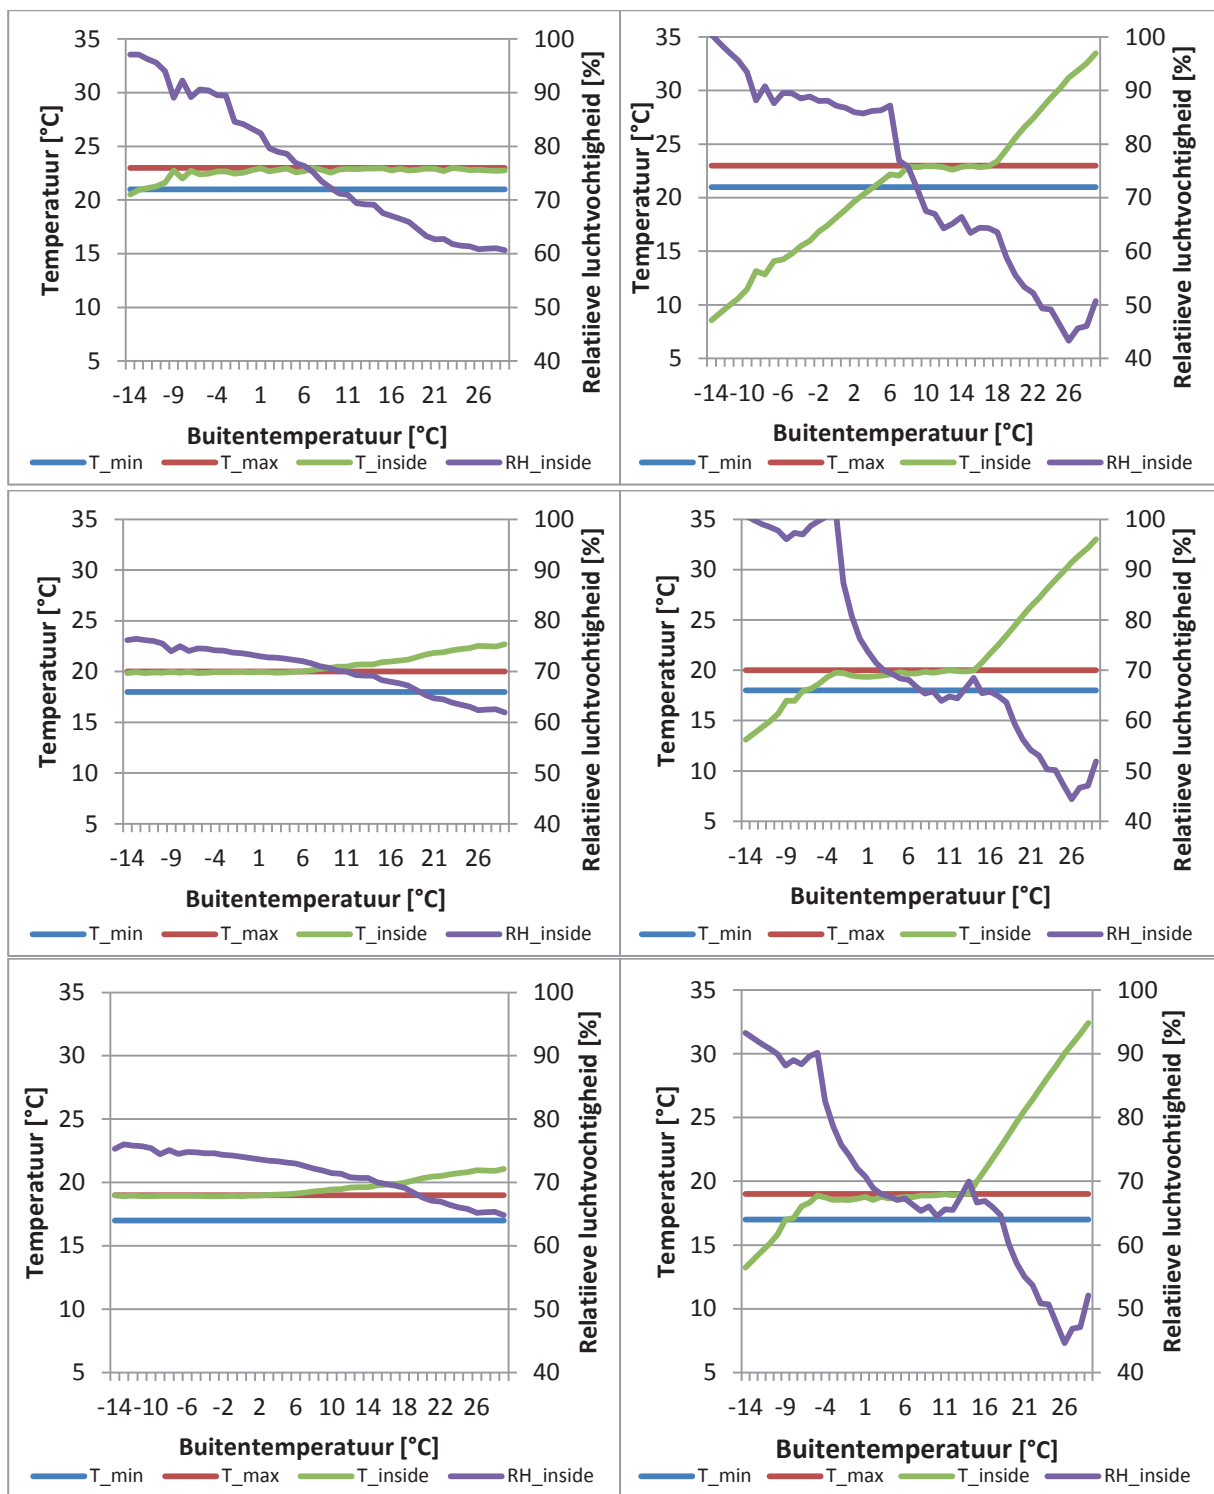 35
30
25
20
15
10
5
Temperatuur [°C]
100
90
80
70
60
50
40
Relatiieve luchtvochtigheid [%]
-14 -9 -4 1 6 11 16 21 26
Buitentemperatuur [°C]
T_min T_max T_inside RH_inside
35
30
25
20
15
10
5
Temperatuur [°C]
100
90
80
70
60
50
40
Relatiieve luchtvochtigheid [%]
-14 -10 -6 -2 2 6 10 14 18 22 26
Buitentemperatuur [°C]
T_min T_max T_inside RH_inside
35
30
25
20
15
10
5
Temperatuur [°C]
100
90
80
70
60
50
40
Relatiieve luchtvochtigheid [%]
-14 -9 -4 1 6 11 16 21 26
Buitentemperatuur [°C]
T_min T_max T_inside RH_inside
35
30
25
20
15
10
5
Temperatuur [°C]
100
90
80
70
60
50
40
Relatiieve luchtvochtigheid [%]
-14 -9 -4 1 6 11 16 21 26
Buitentemperatuur [°C]
T_min T_max T_inside RH_inside
35
30
25
20
15
10
5
Temperatuur [°C]
100
90
80
70
60
50
40
Relatiieve luchtvochtigheid [%]
-14 -10 -6 -2 2 6 10 14 18 22 26
Buitentemperatuur [°C]
T_min T_max T_inside RH_inside
35
30
25
20
15
10
5
Temperatuur [°C]
100
90
80
70
60
50
40
Relatiieve luchtvochtigheid [%]
-14 -9 -4 1 6 11 16 21 26
Buitentemperatuur [°C]
T_min T_max T_inside RH_inside